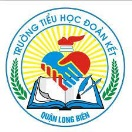 TRƯỜNG TIỂU HỌC ĐOÀN KẾT
QUẬN LONG BIÊN